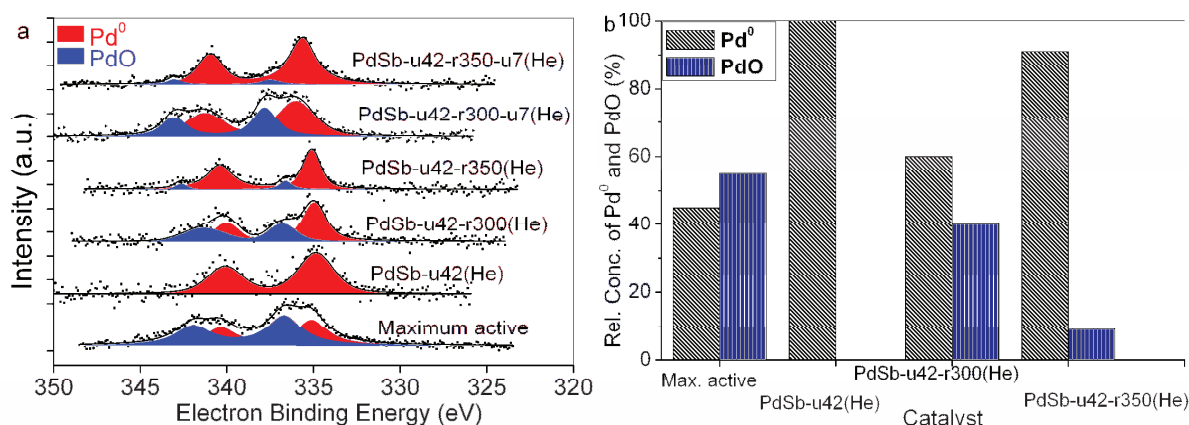 a
Pd⁰
PdO
PdSb-u42-r350-u7(He)
PdSb-u42-r300-u7(He)
PdSb-u42-r350(He)
PdSb-u42-r300(He)
PdSb-u42(He)
Maximum active
Intensity (a.u.)
350 345 340 335 330 325 320
Electron Binding Energy (eV)
b
Pd⁰
PdO
100
80
60
40
20
0
Rel. Conc. of Pd⁰ and PdO (%)
Max. active
PdSb-u42(He)
PdSb-u42-r300(He)
PdSb-u42-r350(He)
Catalyst